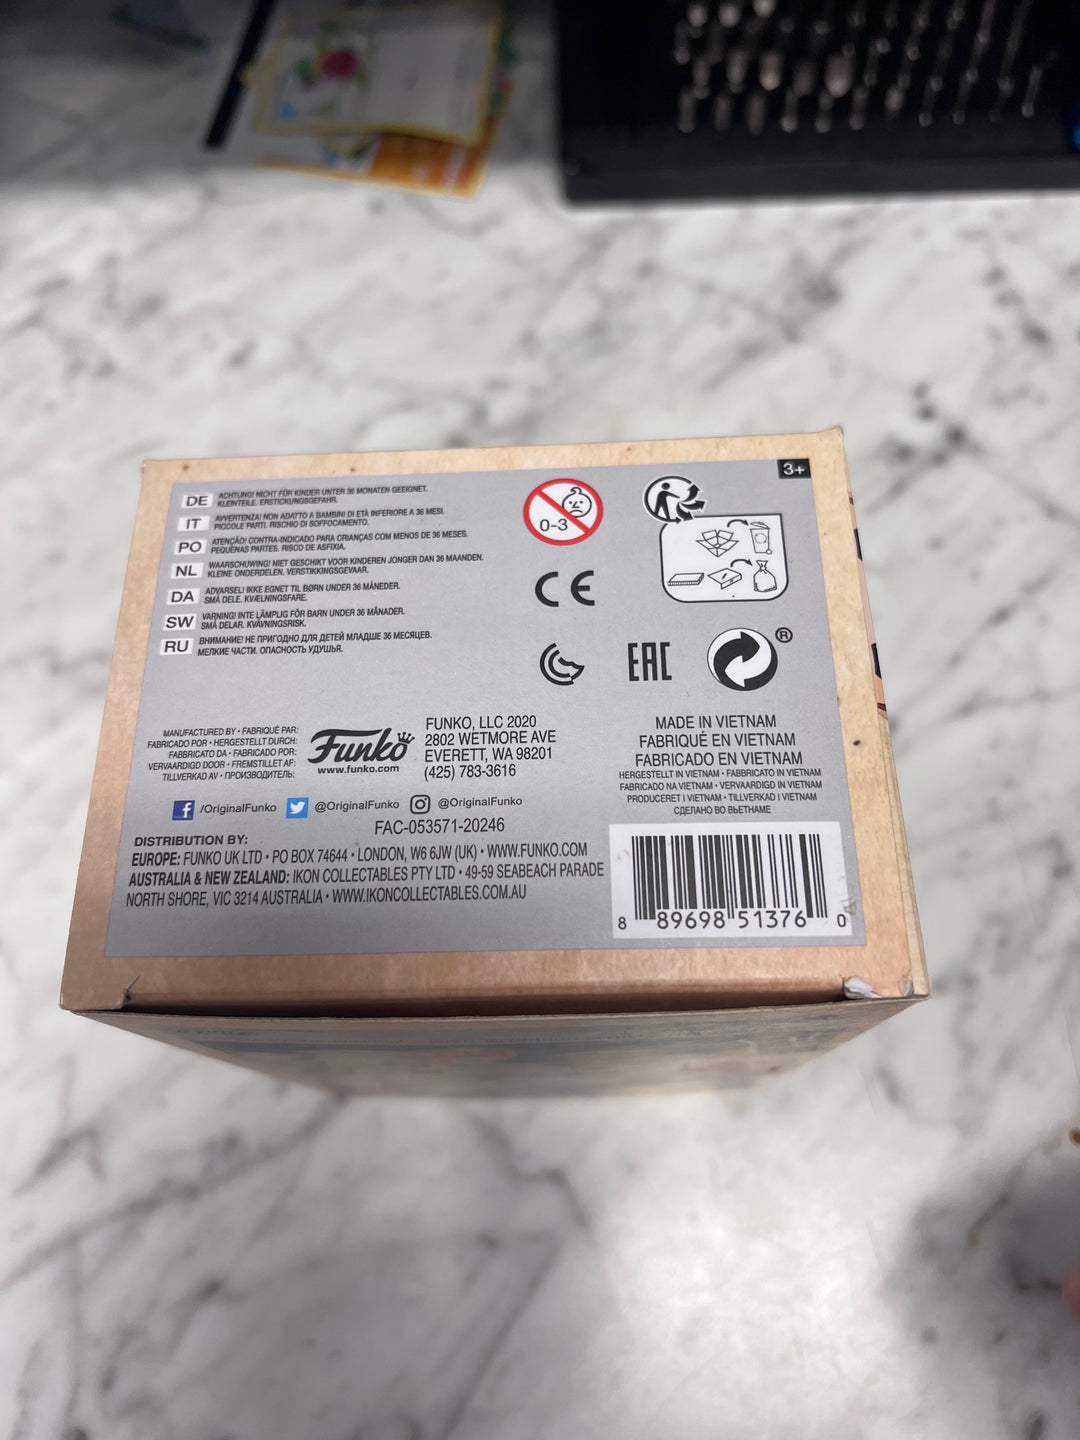 3+
DE ACHTUNG! NICHT FÜR KINDER UNTER 36 MONATEN GEEIGNET.
KLEINTEILE. ERSTICKUNGSGEFAHR.
IT AVVERTENZA! NON ADATTO A BAMBINI DI ETÀ INFERIORE A 36 MESI.
PICCOLE PARTI. RISCHIO DI SOFFOCAMENTO.
PO ATENÇÃO! CONTRA-INDICADO PARA CRIANÇAS COM MENOS DE 36 MESES.
PEQUENAS PARTES. RISCO DE ASFIXIA.
NL WAARSCHUWING! NIET GESCHIKT VOOR KINDEREN JONGER DAN 36 MAANDEN.
KLEINE ONDERDELEN. VERSTIKKINGSGEVAAR.
DA ADVARSEL! IKKE EGNET TIL BØRN UNDER 36 MÅNEDER.
SMÅ DELE. KVÆLNINGSFARE.
SW VARNING! INTE LÄMPLIG FÖR BARN UNDER 36 MÅNADER.
SMÅ DELAR. KVÄVNINGSRISK.
RU ВНИМАНИЕ! НЕ ПРИГОДНО ДЛЯ ДЕТЕЙ МЛАДШЕ 36 МЕСЯЦЕВ.
МЕЛКИЕ ЧАСТИ. ОПАСНОСТЬ УДУШЬЯ.
0-3
CE
EAC
®
MANUFACTURED BY • FABRIQUÉ PAR:
FABRICADO POR • HERGESTELLT DURCH:
FABBRICATO DA • FABRICADO POR:
VERVAARDIGD DOOR • FREMSTILLET AF:
TILLVERKAD AV • ПРОИЗВОДИТЕЛЬ:
Funko
www.funko.com
FUNKO, LLC 2020
2802 WETMORE AVE
EVERETT, WA 98201
(425) 783-3616
MADE IN VIETNAM
FABRIQUÉ EN VIETNAM
FABRICADO EN VIETNAM
HERGESTELLT IN VIETNAM • FABBRICATO IN VIETNAM
FABRICADO NA VIETNAM • VERVAARDIGD IN VIETNAM
PRODUCERET I VIETNAM • TILLVERKAD I VIETNAM
СДЕЛАНО ВО ВЬЕТНАМЕ
f /OriginalFunko @OriginalFunko @OriginalFunko
FAC-053571-20246
DISTRIBUTION BY:
EUROPE: FUNKO UK LTD • PO BOX 74644 • LONDON, W6 6JW (UK) • WWW.FUNKO.COM
AUSTRALIA & NEW ZEALAND: IKON COLLECTABLES PTY LTD • 49-59 SEABEACH PARADE
NORTH SHORE, VIC 3214 AUSTRALIA • WWW.IKONCOLLECTABLES.COM.AU
8 89698 51376 0